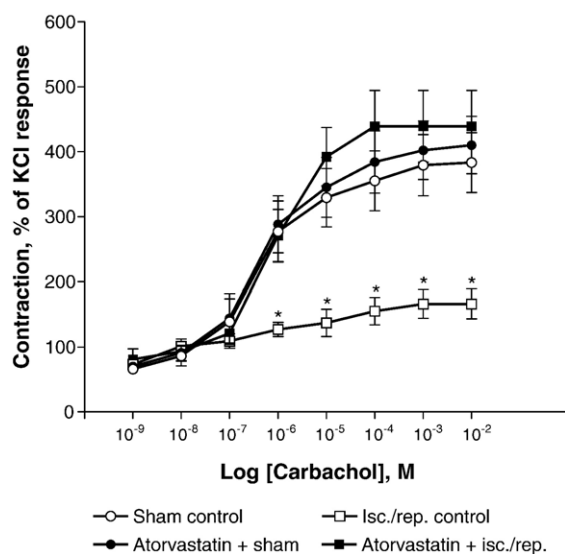 600
500
400
300
200
100
0
Contraction, % of KCl response
* * * * *
10⁻⁹ 10⁻⁸ 10⁻⁷ 10⁻⁶ 10⁻⁵ 10⁻⁴ 10⁻³ 10⁻²
Log [Carbachol], M
Sham control Isc./rep. control
Atorvastatin + sham Atorvastatin + isc./rep.